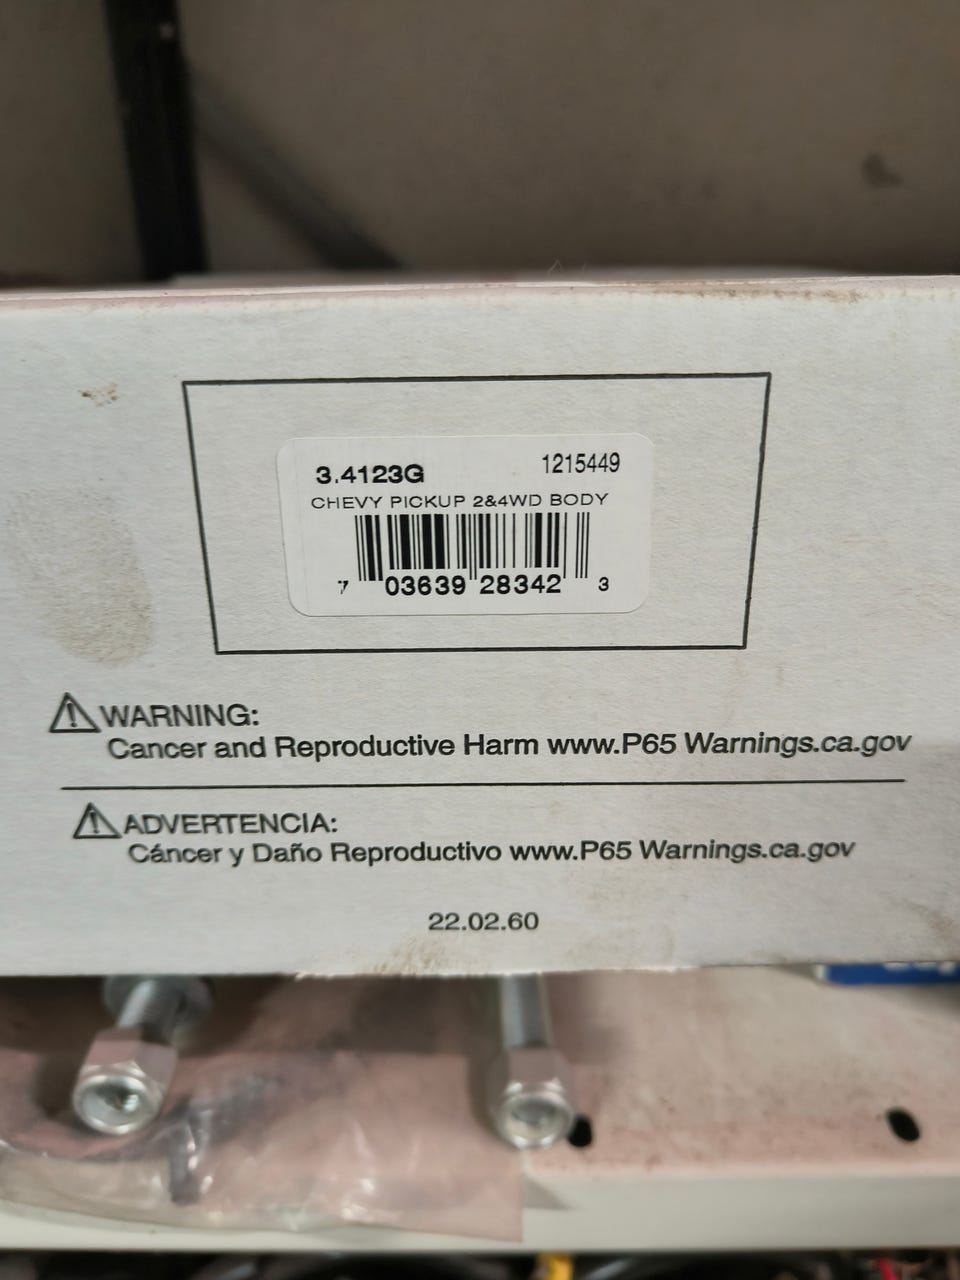 3.4123G 1215449
CHEVY PICKUP 2&4WD BODY
7 03639 28342 3
WARNING:
Cancer and Reproductive Harm www.P65 Warnings.ca.gov
ADVERTENCIA:
Cáncer y Daño Reproductivo www.P65 Warnings.ca.gov
22.02.60